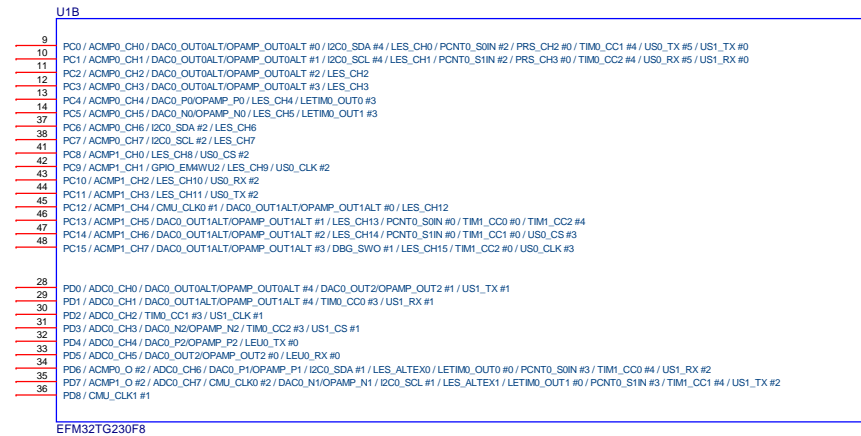 U1B
9 PC0 / ACMP0_CH0 / DAC0_OUT0ALT/OPAMP_OUT0ALT #0 / I2C0_SDA #4 / LES_CH0 / PCNT0_S0IN #2 / PRS_CH2 #0 / TIM0_CC1 #4 / US0_TX #5 / US1_TX #0
10 PC1 / ACMP0_CH1 / DAC0_OUT0ALT/OPAMP_OUT0ALT #1 / I2C0_SCL #4 / LES_CH1 / PCNT0_S1IN #2 / PRS_CH3 #0 / TIM0_CC2 #4 / US0_RX #5 / US1_RX #0
11 PC2 / ACMP0_CH2 / DAC0_OUT0ALT/OPAMP_OUT0ALT #2 / LES_CH2
12 PC3 / ACMP0_CH3 / DAC0_OUT0ALT/OPAMP_OUT0ALT #3 / LES_CH3
13 PC4 / ACMP0_CH4 / DAC0_P0/OPAMP_P0 / LES_CH4 / LETIM0_OUT0 #3
14 PC5 / ACMP0_CH5 / DAC0_N0/OPAMP_N0 / LES_CH5 / LETIM0_OUT1 #3
37 PC6 / ACMP0_CH6 / I2C0_SDA #2 / LES_CH6
38 PC7 / ACMP0_CH7 / I2C0_SCL #2 / LES_CH7
41 PC8 / ACMP1_CH0 / LES_CH8 / US0_CS #2
42 PC9 / ACMP1_CH1 / GPIO_EM4WU2 / LES_CH9 / US0_CLK #2
43 PC10 / ACMP1_CH2 / LES_CH10 / US0_RX #2
44 PC11 / ACMP1_CH3 / LES_CH11 / US0_TX #2
45 PC12 / ACMP1_CH4 / CMU_CLK0 #1 / DAC0_OUT1ALT/OPAMP_OUT1ALT #0 / LES_CH12
46 PC13 / ACMP1_CH5 / DAC0_OUT1ALT/OPAMP_OUT1ALT #1 / LES_CH13 / PCNT0_S0IN #0 / TIM1_CC0 #0 / TIM1_CC2 #4
47 PC14 / ACMP1_CH6 / DAC0_OUT1ALT/OPAMP_OUT1ALT #2 / LES_CH14 / PCNT0_S1IN #0 / TIM1_CC1 #0 / US0_CS #3
48 PC15 / ACMP1_CH7 / DAC0_OUT1ALT/OPAMP_OUT1ALT #3 / DBG_SWO #1 / LES_CH15 / TIM1_CC2 #0 / US0_CLK #3
28 PD0 / ADC0_CH0 / DAC0_OUT0ALT/OPAMP_OUT0ALT #4 / DAC0_OUT2/OPAMP_OUT2 #1 / US1_TX #1
29 PD1 / ADC0_CH1 / DAC0_OUT1ALT/OPAMP_OUT1ALT #4 / TIM0_CC0 #3 / US1_RX #1
30 PD2 / ADC0_CH2 / TIM0_CC1 #3 / US1_CLK #1
31 PD3 / ADC0_CH3 / DAC0_N2/OPAMP_N2 / TIM0_CC2 #3 / US1_CS #1
32 PD4 / ADC0_CH4 / DAC0_P2/OPAMP_P2 / LEU0_TX #0
33 PD5 / ADC0_CH5 / DAC0_OUT2/OPAMP_OUT2 #0 / LEU0_RX #0
34 PD6 / ACMP0_O #2 / ADC0_CH6 / DAC0_P1/OPAMP_P1 / I2C0_SDA #1 / LES_ALTEX0 / LETIM0_OUT0 #0 / PCNT0_S0IN #3 / TIM1_CC0 #4 / US1_RX #2
35 PD7 / ACMP1_O #2 / ADC0_CH7 / CMU_CLK0 #2 / DAC0_N1/OPAMP_N1 / I2C0_SCL #1 / LES_ALTEX1 / LETIM0_OUT1 #0 / PCNT0_S1IN #3 / TIM1_CC1 #4 / US1_TX #2
36 PD8 / CMU_CLK1 #1
EFM32TG230F8